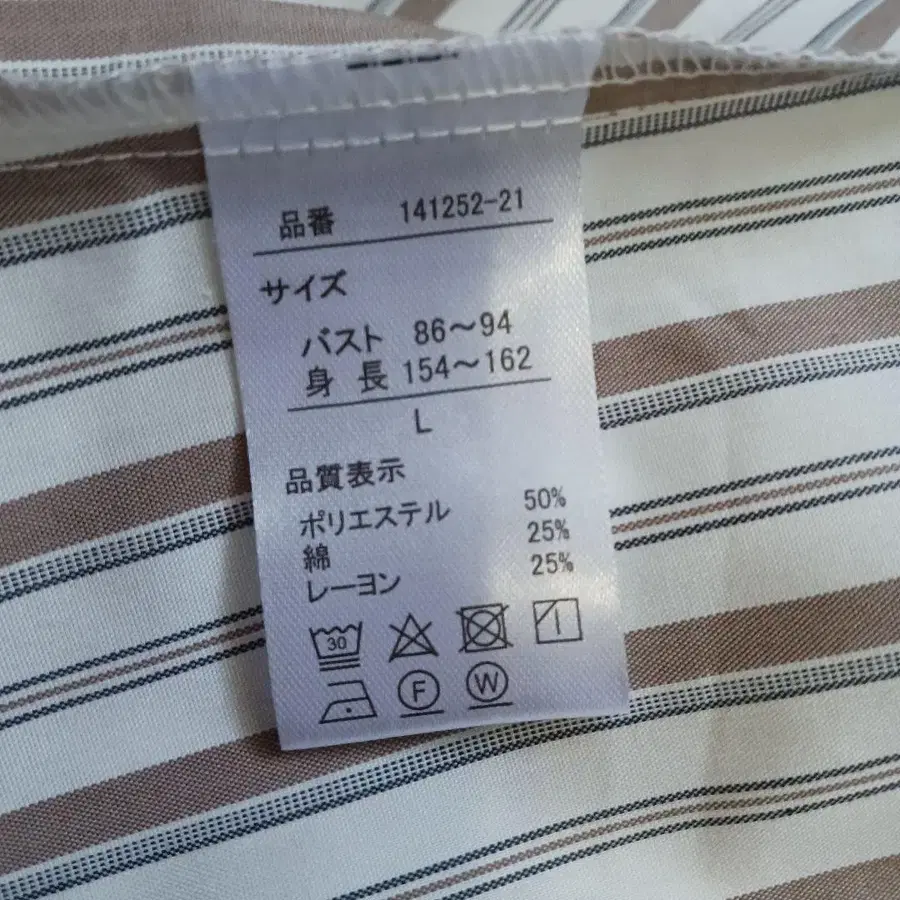 品番 141252-21
サイズ
バスト 86～94
身 長 154～162
L
品質表示
ポリエステル 50%
綿 25%
レーヨン 25%
30
F W